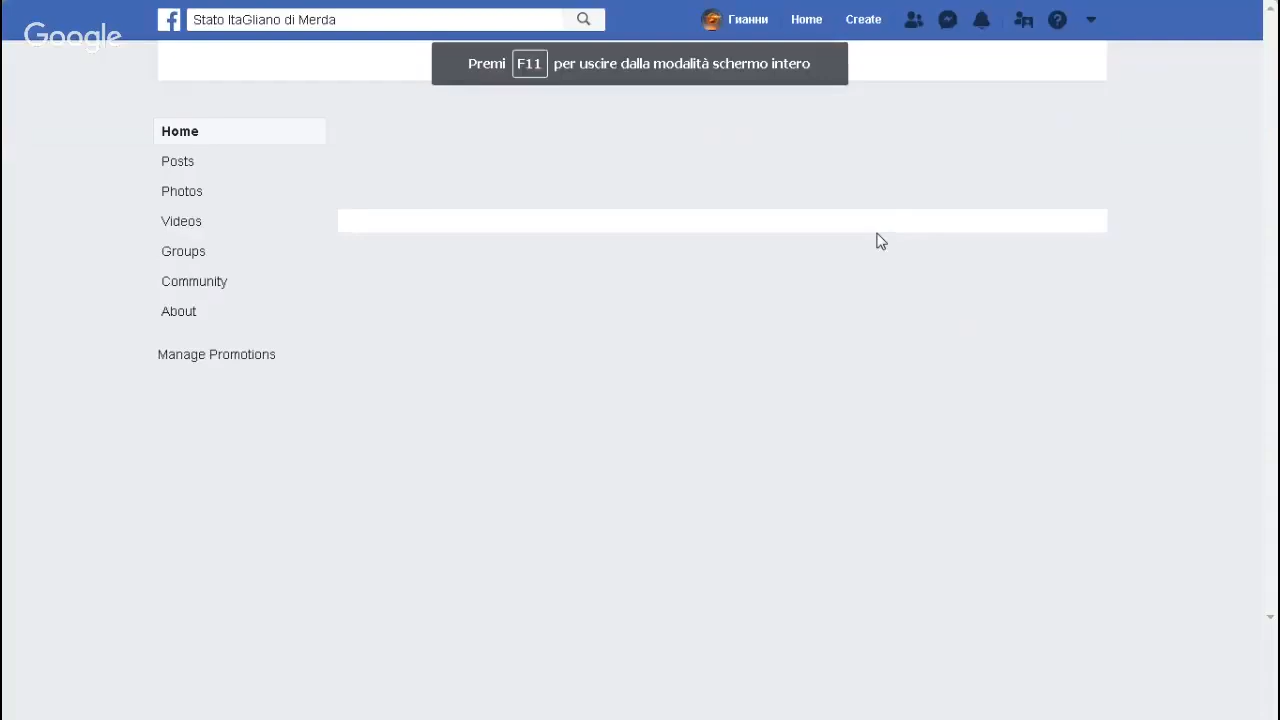 Google
Stato ItaGliano di Merda
Гианни Home Create
Premi F11 per uscire dalla modalità schermo intero
Home
Posts
Photos
Videos
Groups
Community
About
Manage Promotions